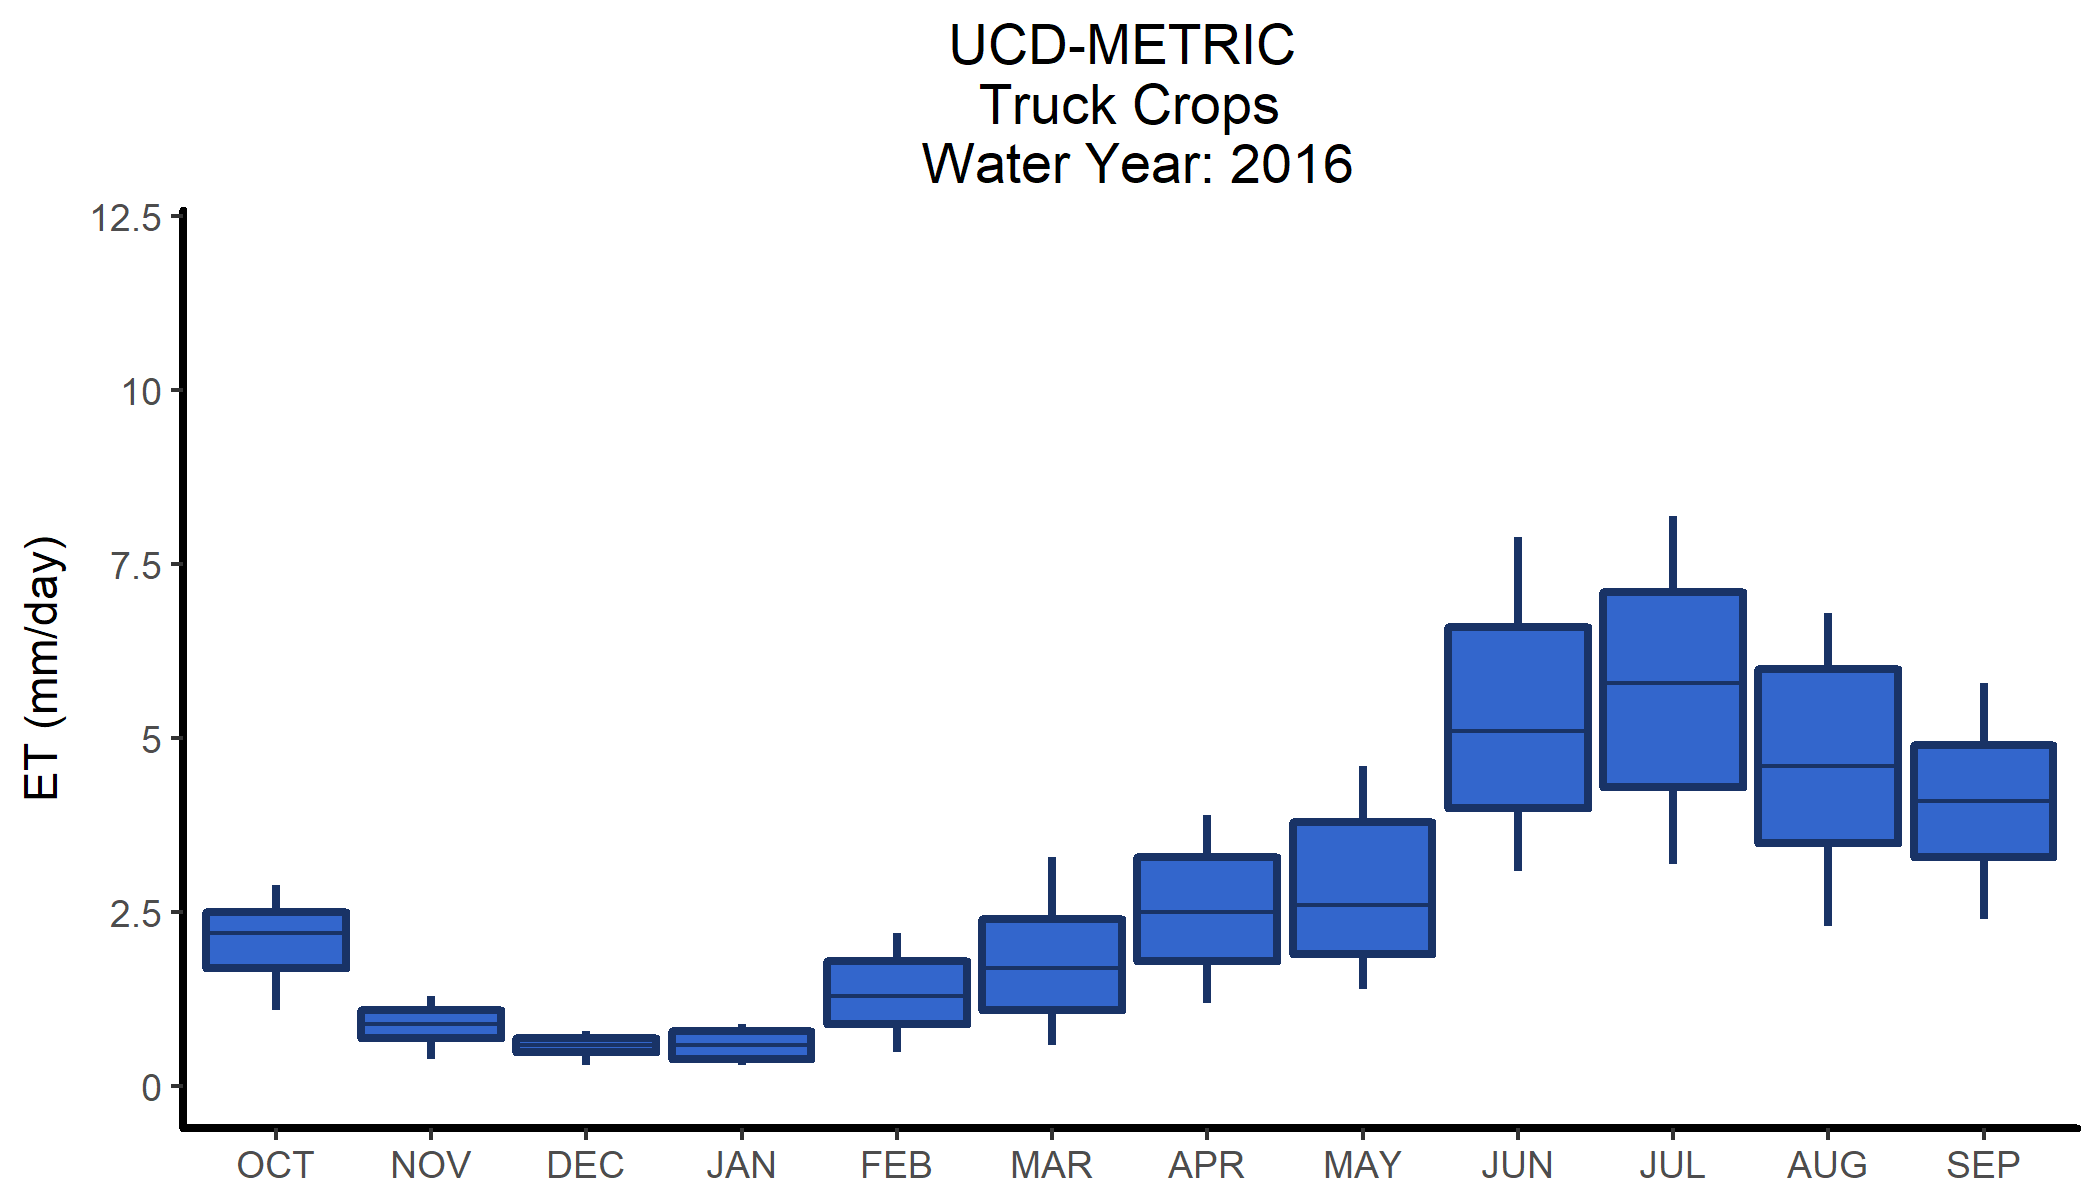 UCD-METRIC
Truck Crops
Water Year: 2016
12.5
10
7.5
5
2.5
0
ET (mm/day)
OCT NOV DEC JAN FEB MAR APR MAY JUN JUL AUG SEP